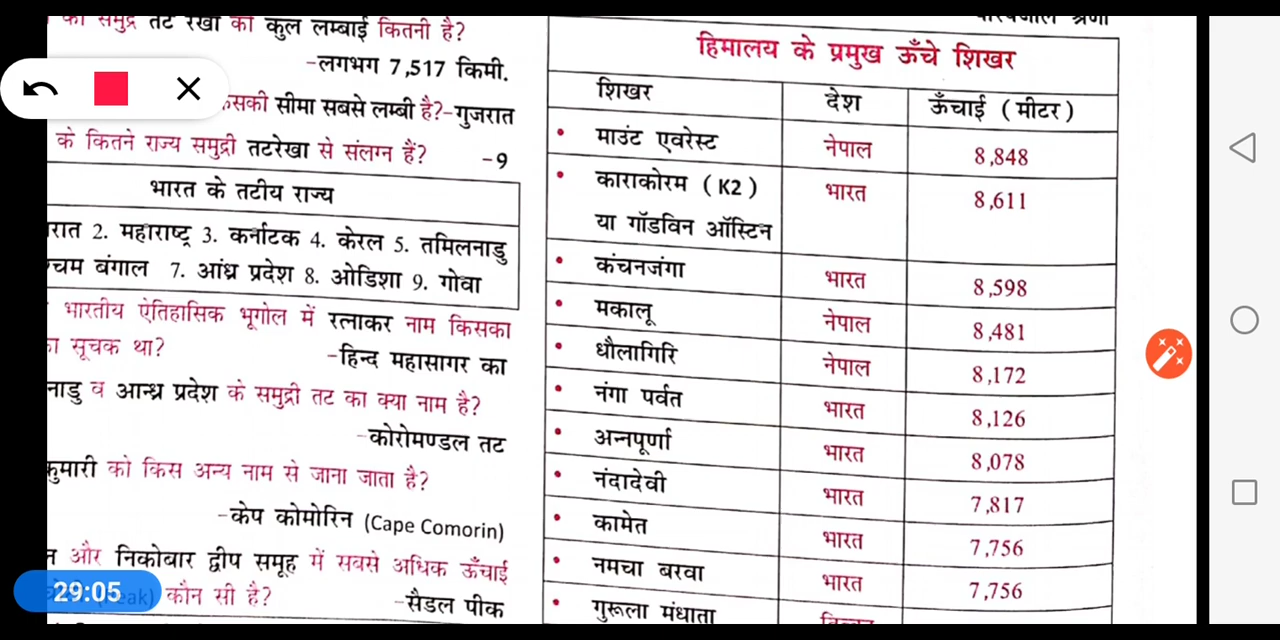 का समुद्र तट रेखा की कुल लम्बाई कितनी है?
-लगभग 7,517 किमी.
सीमा सबसे लम्बी है?-गुजरात
के कितने राज्य समुद्री तटरेखा से संलग्न हैं? -9
भारत के तटीय राज्य
2. महाराष्ट्र 3. कर्नाटक 4. केरल 5. तमिलनाडु
बंगाल 7. आंध्र प्रदेश 8. ओडिशा 9. गोवा
भारतीय ऐतिहासिक भूगोल में रत्नाकर नाम किसका
सूचक था? -हिन्द महासागर का
व आन्ध्र प्रदेश के समुद्री तट का क्या नाम है?
-कोरोमण्डल तट
को किस अन्य नाम से जाना जाता है?
-केप कोमोरिन (Cape Comorin)
और निकोबार द्वीप समूह में सबसे अधिक ऊँचाई
29:05 कौन सी है? -सैडल पीक
हिमालय के प्रमुख ऊँचे शिखर
शिखर देश ऊँचाई (मीटर)
• माउंट एवरेस्ट नेपाल 8,848
• काराकोरम (K2) भारत 8,611
या गॉडविन ऑस्टिन
• कंचनजंगा भारत 8,598
• मकालू नेपाल 8,481
• धौलागिरि नेपाल 8,172
• नंगा पर्वत भारत 8,126
• अन्नपूर्णा भारत 8,078
• नंदादेवी भारत 7,817
• कामेत भारत 7,756
• नमचा बरवा भारत 7,756
• गुरूला मंधाता